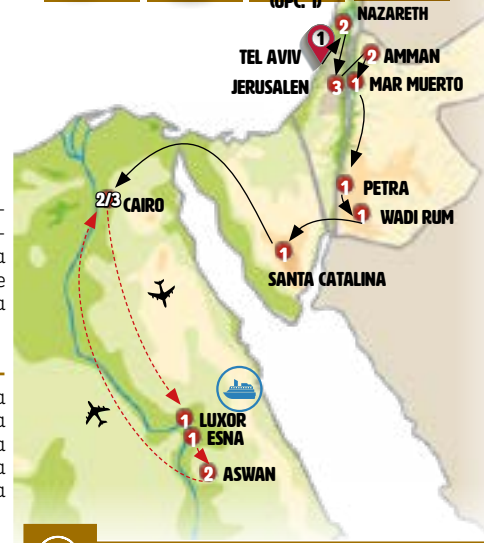 (OPC. 1)
NAZARETH
2
1
TEL AVIV
2 AMMAN
JERUSALEN
3
1 MAR MUERTO
1 PETRA
2/3 CAIRO
1 WADI RUM
1
SANTA CATALINA
1 LUXOR
1 ESNA
2 ASWAN
a
e
a
a
a
a
a
a